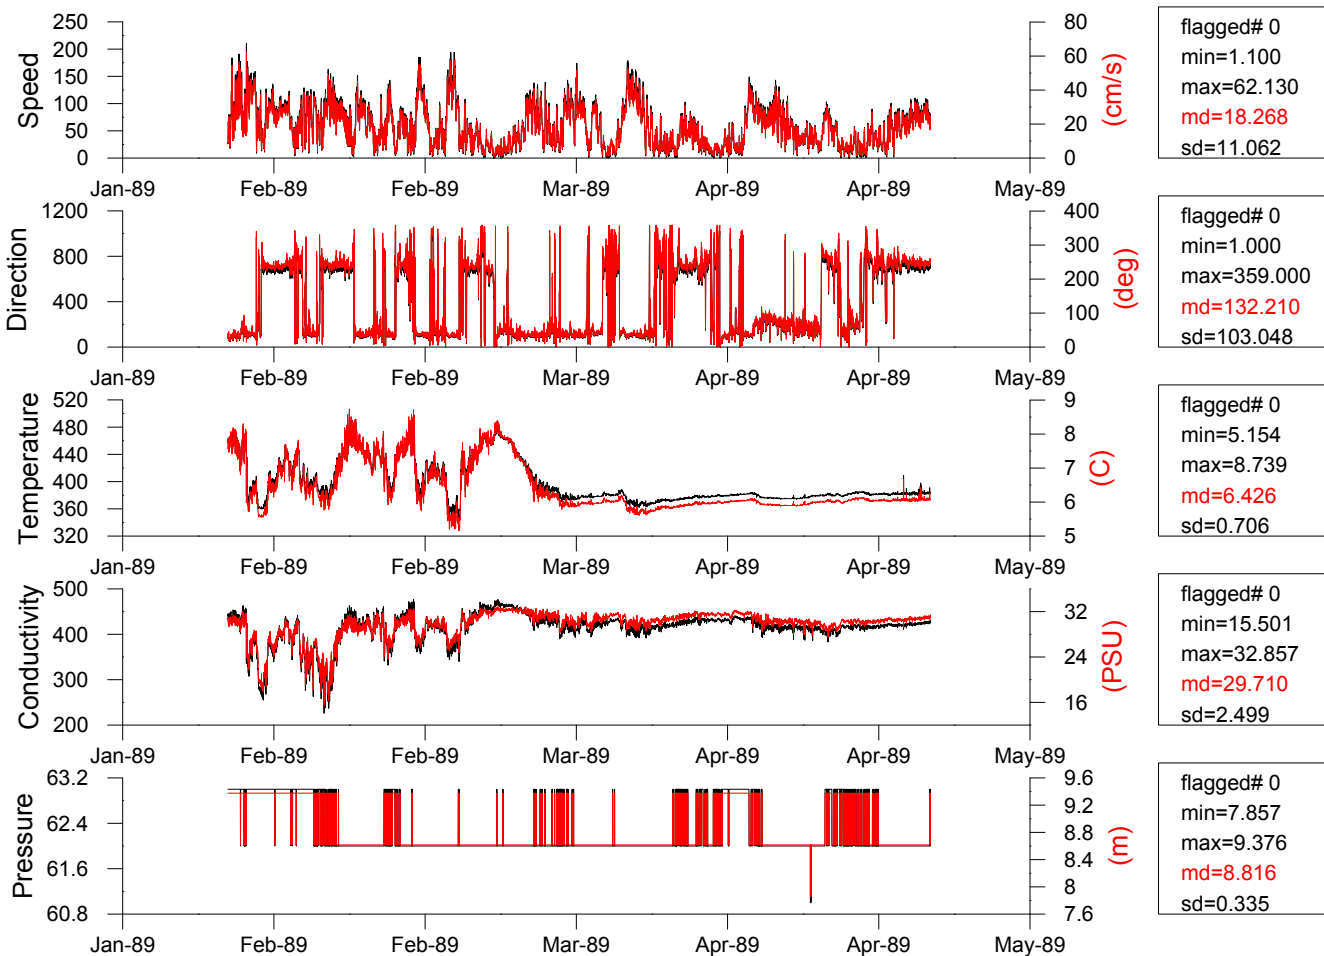 250
200
150
100
50
0
Speed
80
60
40
20
0
(cm/s)
Jan-89 Feb-89 Feb-89 Mar-89 Apr-89 Apr-89 May-89
flagged# 0
min=1.100
max=62.130
md=18.268
sd=11.062
1200
800
400
0
Direction
400
300
200
100
0
(deg)
Jan-89 Feb-89 Feb-89 Mar-89 Apr-89 Apr-89 May-89
flagged# 0
min=1.000
max=359.000
md=132.210
sd=103.048
520
480
440
400
360
320
Temperature
9
8
7
6
5
(C)
Jan-89 Feb-89 Feb-89 Mar-89 Apr-89 Apr-89 May-89
flagged# 0
min=5.154
max=8.739
md=6.426
sd=0.706
500
400
300
200
Conductivity
32
24
16
(PSU)
Jan-89 Feb-89 Feb-89 Mar-89 Apr-89 Apr-89 May-89
flagged# 0
min=15.501
max=32.857
md=29.710
sd=2.499
63.2
62.4
61.6
60.8
Pressure
9.6
9.2
8.8
8.4
8
7.6
(m)
Jan-89 Feb-89 Feb-89 Mar-89 Apr-89 Apr-89 May-89
flagged# 0
min=7.857
max=9.376
md=8.816
sd=0.335